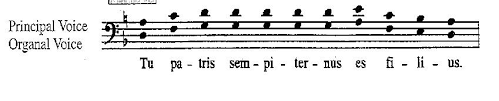 Principal Voice
Organal Voice
Tu pa - tris sem - pi - ter - nus es fi - li - us.